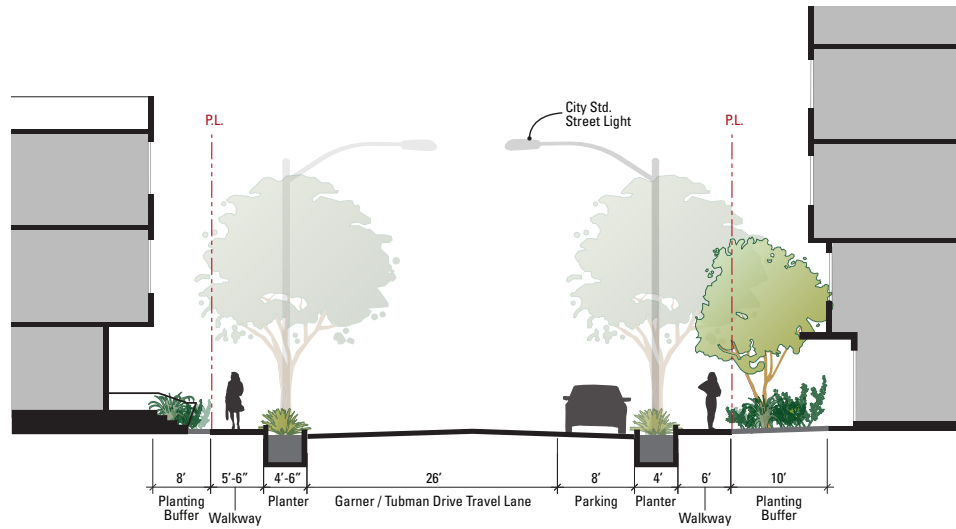 City Std.
Street Light
P.L.
P.L.
8’
5’-6”
4’-6”
26’
8’
4’
6’
10’
Planting
Buffer
Walkway
Planter
Garner / Tubman Drive Travel Lane
Parking
Planter
Walkway
Planting
Buffer